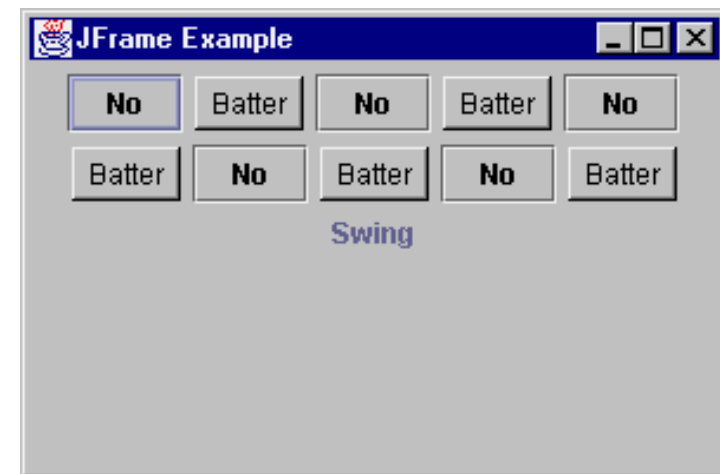 JFrame Example
No Batter No Batter No
Batter No Batter No Batter
Swing